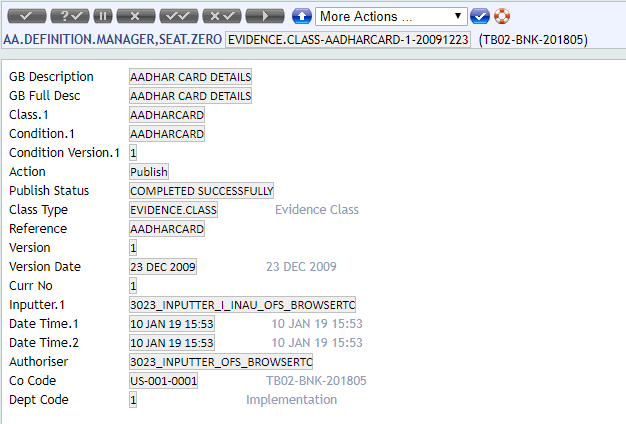 More Actions ...
AA.DEFINITION.MANAGER,SEAT.ZERO EVIDENCE.CLASS-AADHARCARD-1-20091223 (TB02-BNK-201805)
GB Description AADHAR CARD DETAILS
GB Full Desc AADHAR CARD DETAILS
Class.1 AADHARCARD
Condition.1 AADHARCARD
Condition Version.1 1
Action Publish
Publish Status COMPLETED SUCCESSFULLY
Class Type EVIDENCE.CLASS Evidence Class
Reference AADHARCARD
Version 1
Version Date 23 DEC 2009 23 DEC 2009
Curr No 1
Inputter.1 3023_INPUTTER_I_INAU_OFS_BROWSERTC
Date Time.1 10 JAN 19 15:53 10 JAN 19 15:53
Date Time.2 10 JAN 19 15:53 10 JAN 19 15:53
Authoriser 3023_INPUTTER_OFS_BROWSERTC
Co Code US-001-0001 TB02-BNK-201805
Dept Code 1 Implementation